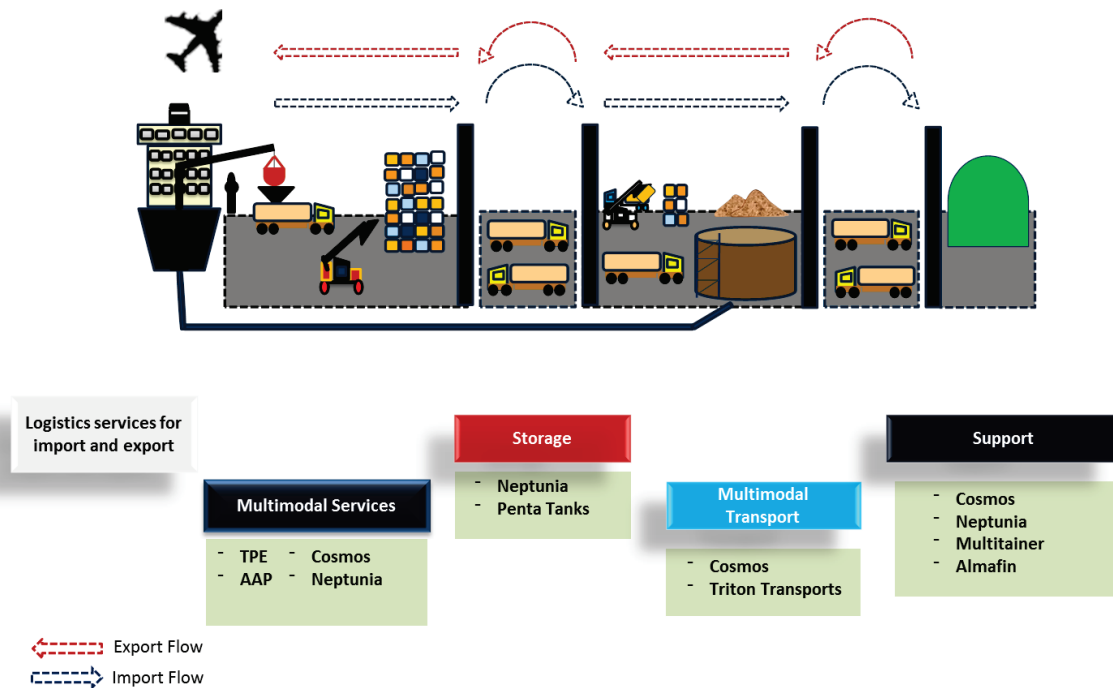 Logistics services for
import and export
Multimodal Services
- TPE - Cosmos
- AAP - Neptunia
Storage
- Neptunia
- Penta Tanks
Multimodal
Transport
- Cosmos
- Triton Transports
Support
- Cosmos
- Neptunia
- Multitainer
- Almafin
Export Flow
Import Flow